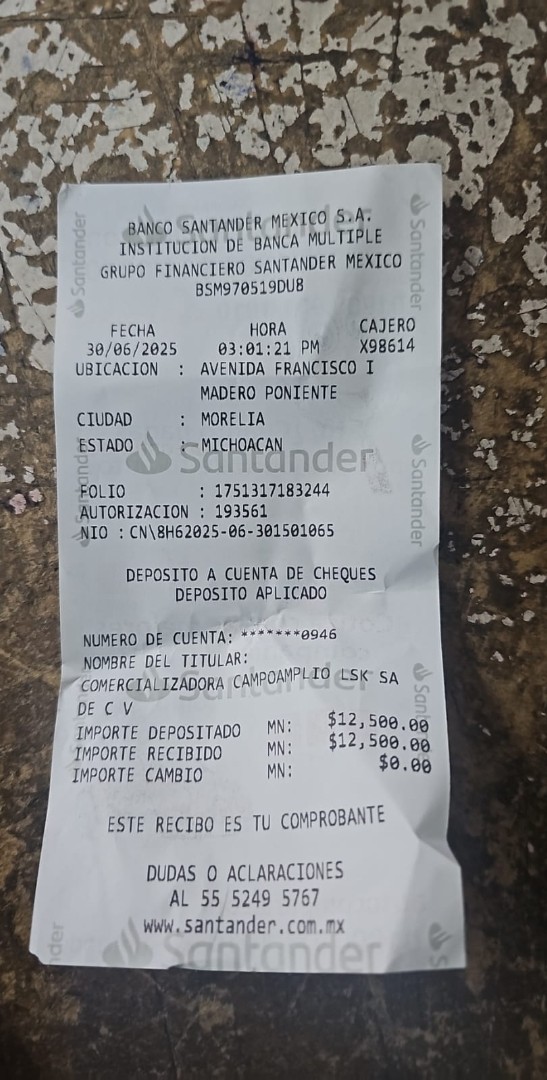 BANCO SANTANDER MEXICO S.A.
INSTITUCION DE BANCA MULTIPLE
GRUPO FINANCIERO SANTANDER MEXICO
BSM970519DU8
FECHA HORA CAJERO
30/06/2025 03:01:21 PM X98614
UBICACION : AVENIDA FRANCISCO I
MADERO PONIENTE
CIUDAD : MORELIA
ESTADO : MICHOACAN
Santander
FOLIO : 1751317183244
AUTORIZACION : 193561
NIO : CN\8H62025-06-301501065
DEPOSITO A CUENTA DE CHEQUES
DEPOSITO APLICADO
NUMERO DE CUENTA: *******0946
NOMBRE DEL TITULAR:
COMERCIALIZADORA CAMPOAMPLIO LSK SA
DE C V
IMPORTE DEPOSITADO MN: $12,500.00
IMPORTE RECIBIDO MN: $12,500.00
IMPORTE CAMBIO MN: $0.00
ESTE RECIBO ES TU COMPROBANTE
DUDAS O ACLARACIONES
AL 55 5249 5767
www.santander.com.mx
Santander
Santander
Santander
Santander